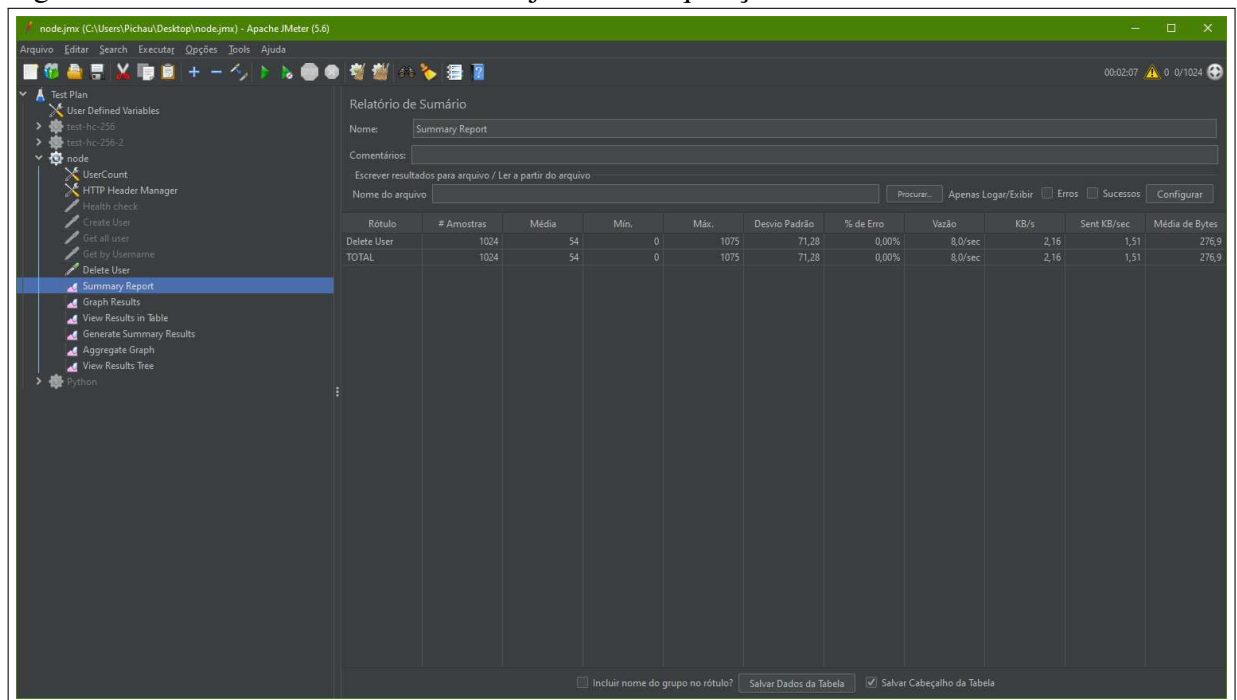 node.jmx (C:\Users\Pichau\Desktop\node.jmx) - Apache JMeter (5.6)
Arquivo Editar Search Executar Opções Tools Ajuda
00:02:07 0 0/1024
Test Plan
User Defined Variables
test-hc-256
test-hc-256-2
node
UserCount
HTTP Header Manager
Health check
Create User
Get all user
Get by Username
Delete User
Summary Report
Graph Results
View Results in Table
Generate Summary Results
Aggregate Graph
View Results Tree
Python
Relatório de Sumário
Nome: Summary Report
Comentários:
Escrever resultados para arquivo / Ler a partir do arquivo
Nome do arquivo Procurar... Apenas Logar/Exibir Erros Sucessos Configurar
Rótulo # Amostras Média Mín. Máx. Desvio Padrão % de Erro Vazão KB/s Sent KB/sec Média de Bytes
Delete User 1024 54 0 1075 71,28 0,00% 8,0/sec 2,16 1,51 276,9
TOTAL 1024 54 0 1075 71,28 0,00% 8,0/sec 2,16 1,51 276,9
Incluir nome do grupo no rótulo? Salvar Dados da Tabela Salvar Cabeçalho da Tabela